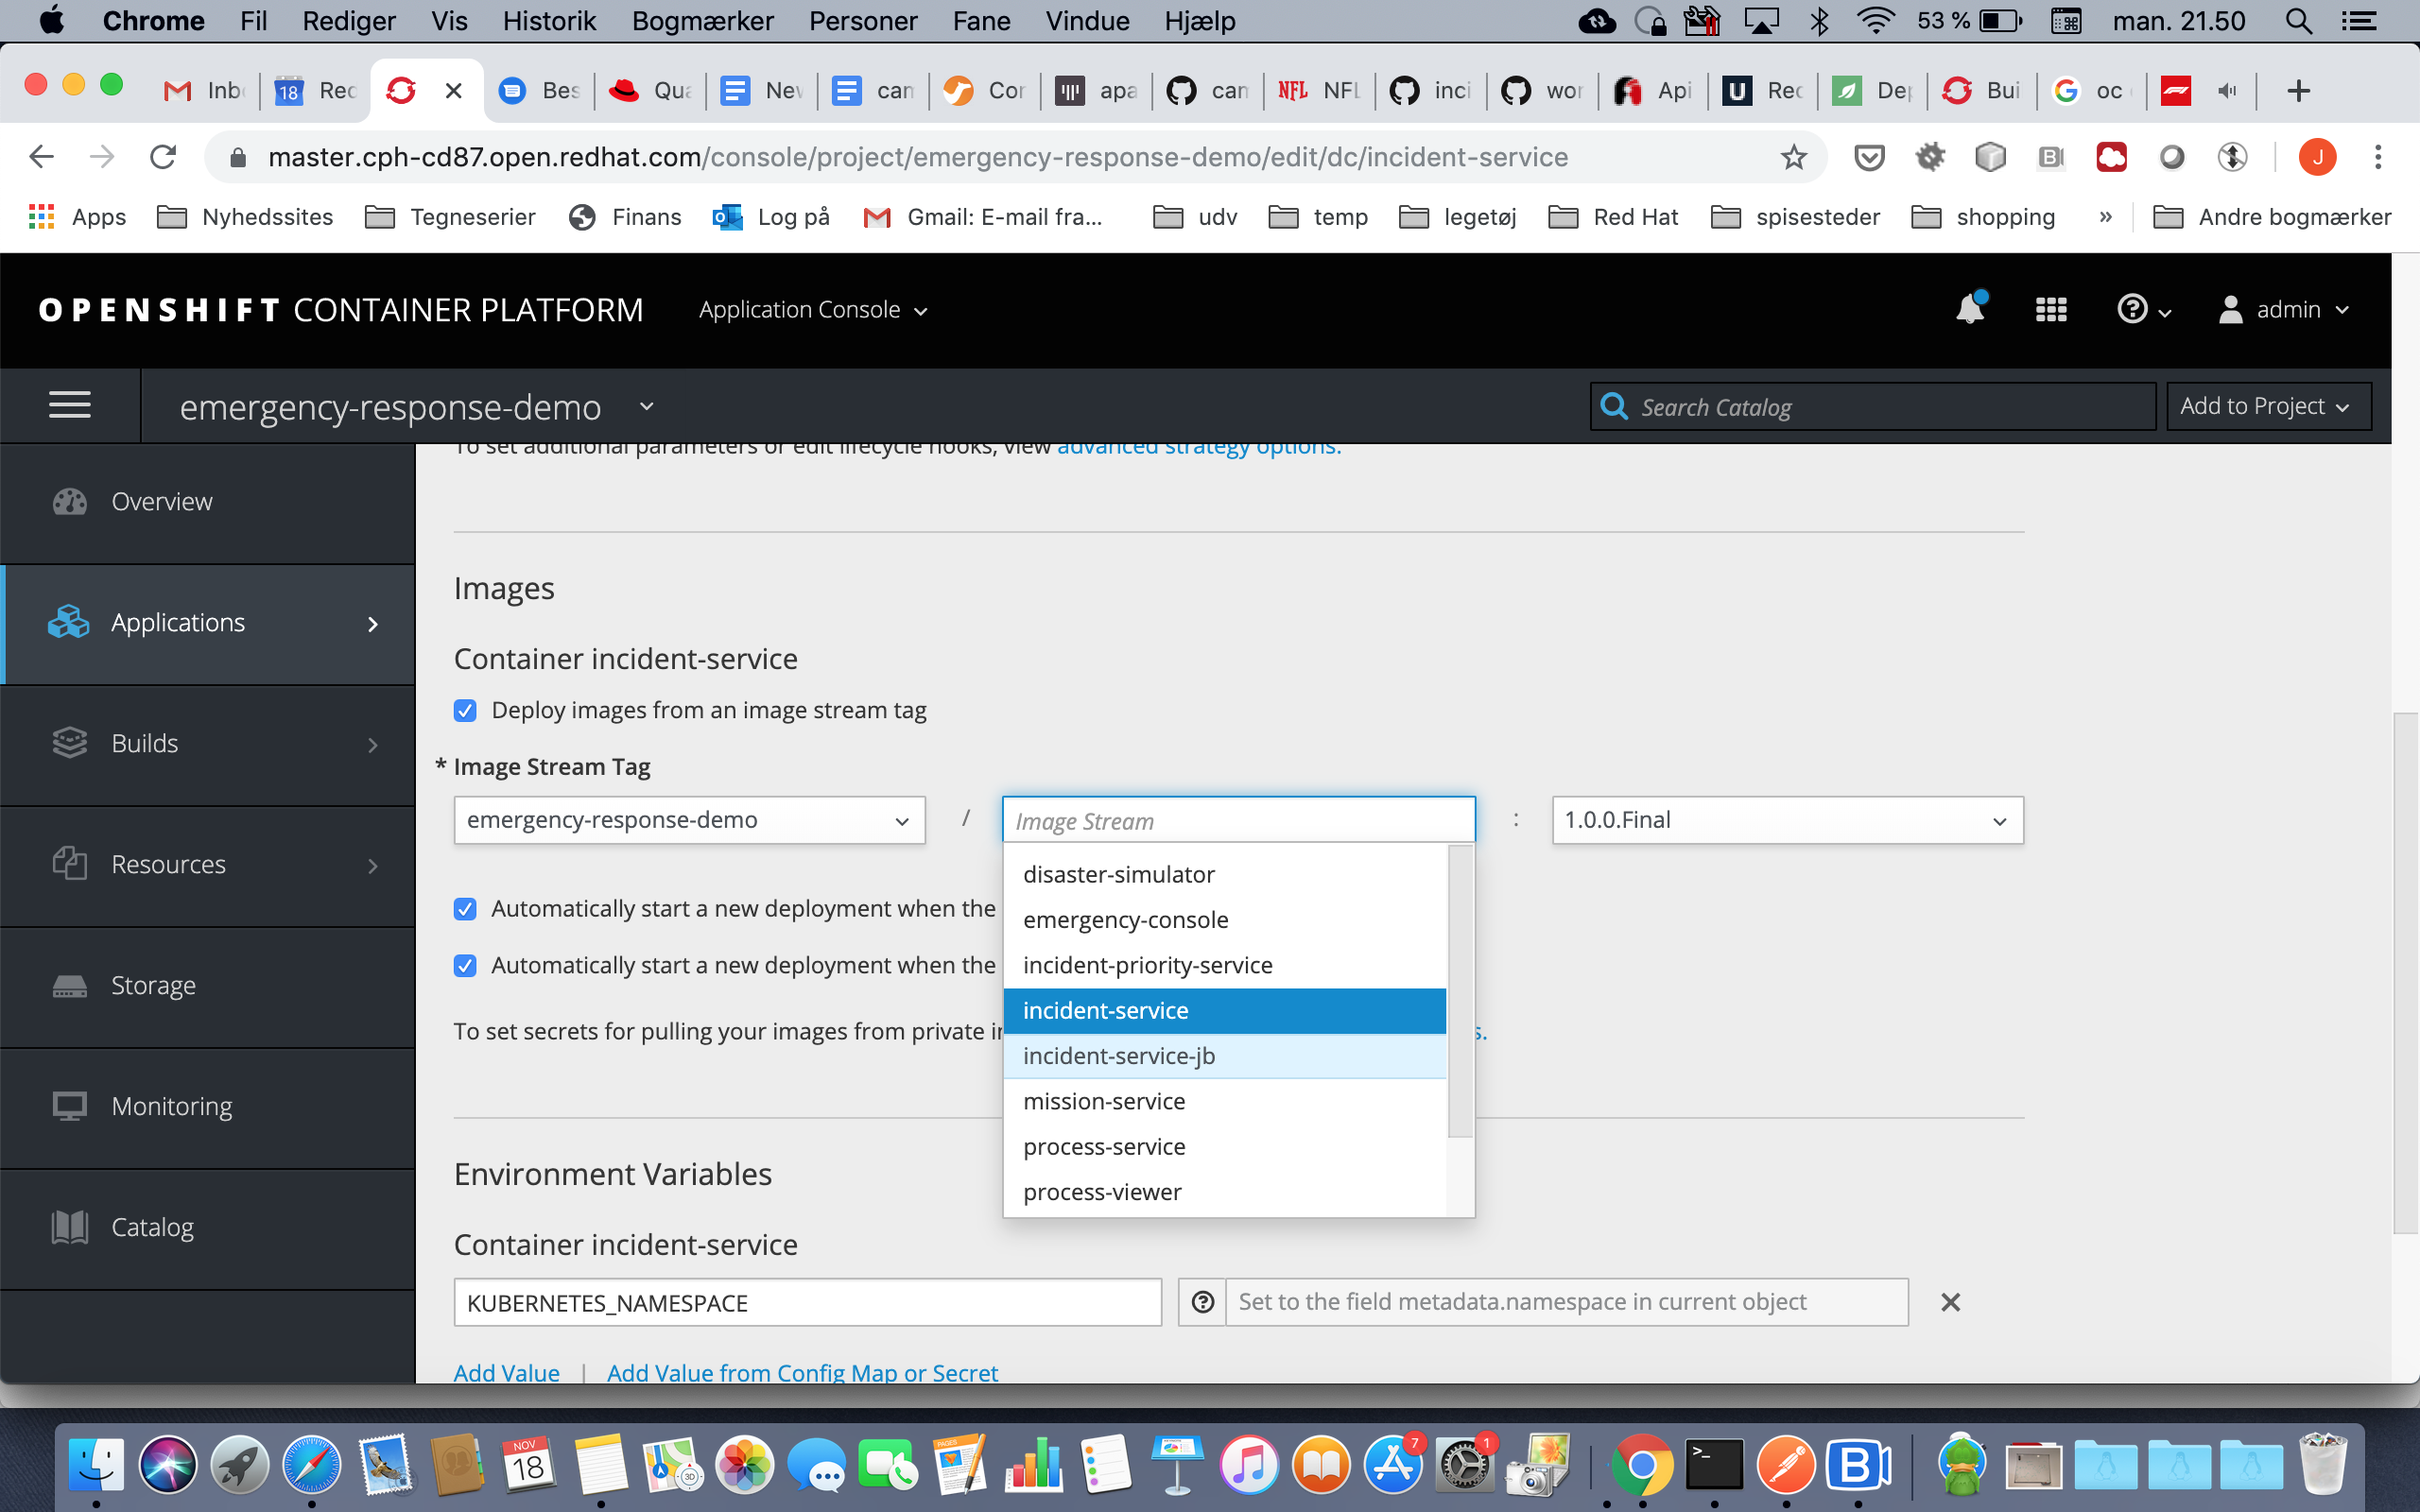 Chrome Fil Rediger Vis Historik Bogmærker Personer Fane Vindue Hjælp 53 % man. 21.50
Inb 18 Rec Bes Qua Nev can Cor apa can NFL NFL inci wor Api U Rec Dep Bui oc
master.cph-cd87.open.redhat.com/console/project/emergency-response-demo/edit/dc/incident-service J
Apps Nyhedssites Tegneserier Finans Log på Gmail: E-mail fra... udv temp legetøj Red Hat spisesteder shopping » Andre bogmærker
OPENSHIFT CONTAINER PLATFORM Application Console admin
emergency-response-demo Search Catalog Add to Project
To set additional parameters or edit lifecycle hooks, view advanced strategy options.
Overview
Applications
Builds
Resources
Storage
Monitoring
Catalog
Images
Container incident-service
Deploy images from an image stream tag
* Image Stream Tag
emergency-response-demo / Image Stream : 1.0.0.Final
disaster-simulator
emergency-console
incident-priority-service
incident-service
incident-service-jb
mission-service
process-service
process-viewer
Automatically start a new deployment when the
Automatically start a new deployment when the
To set secrets for pulling your images from private
Environment Variables
Container incident-service
KUBERNETES_NAMESPACE Set to the field metadata.namespace in current object
Add Value | Add Value from Config Map or Secret
NOV
18
PAGES
3D
7
1
B